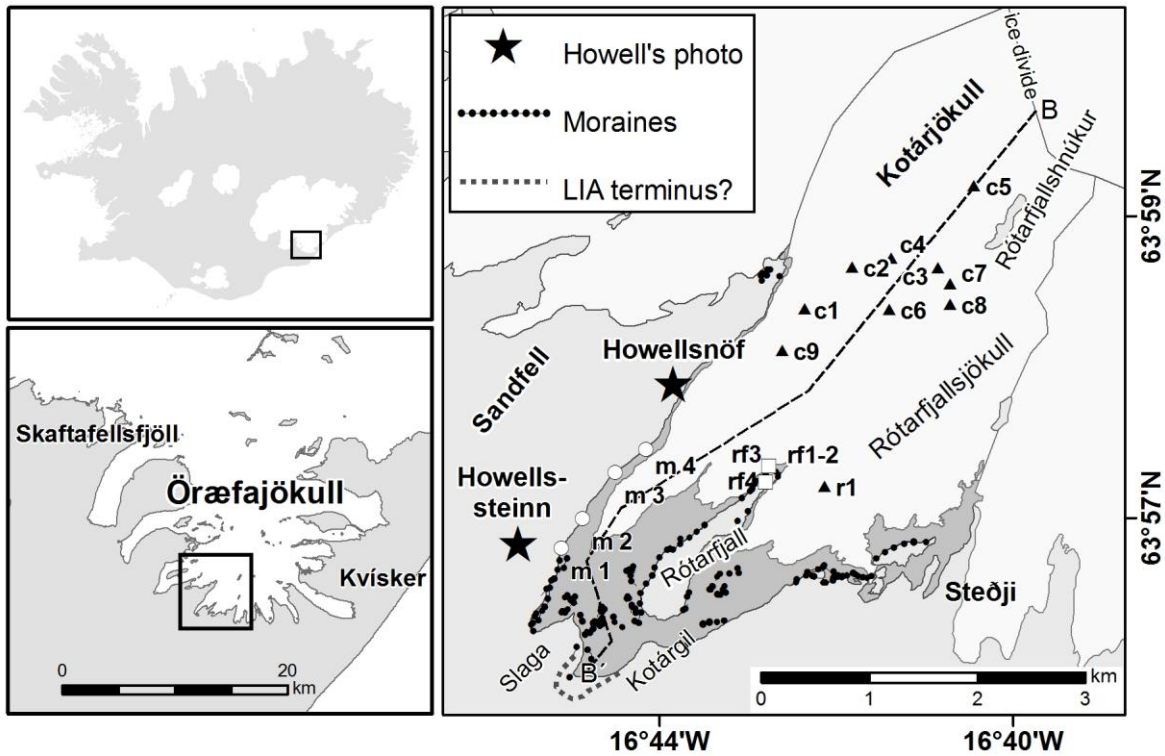 Skaftafellsfjöll
Öræfajökull
Kvísker
0 20
km
Howell's photo
Moraines
LIA terminus?
ice-divide
B
Kotárjökull
Rótarfjallshnúkur
c5
c4
c2
c3
c7
c1
c6
c8
c9
Sandfell
Howellsnöf
Rótarfjallsjökull
rf3
rf1-2
rf4
r1
m 4
m 3
Howells-
steinn
m 2
m 1
Rótarfjall
Steðji
Slaga
B´
Kotárgil
km
0 1 2 3
63°59'N
63°57'N
16°44'W
16°40'W